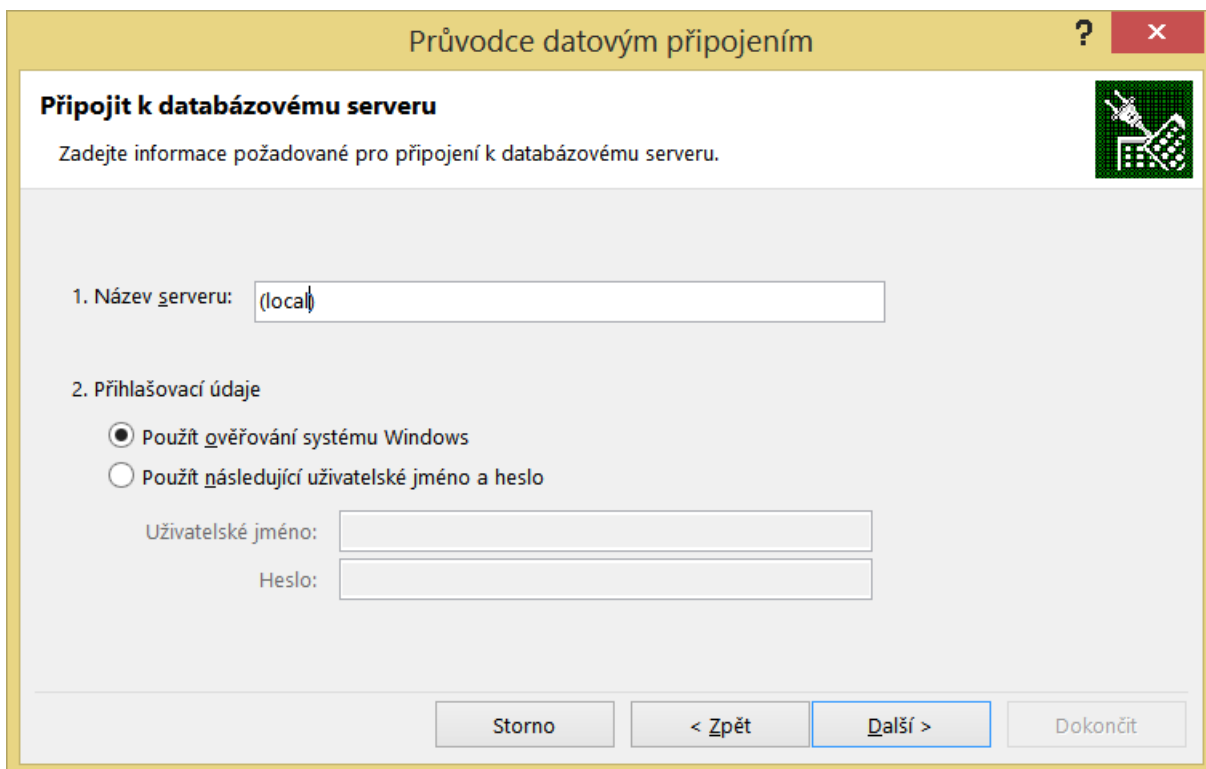 Průvodce datovým připojením
?
Připojit k databázovému serveru
Zadejte informace požadované pro připojení k databázovému serveru.
1. Název serveru: (local)
2. Přihlašovací údaje
Použít ověřování systému Windows
Použít následující uživatelské jméno a heslo
Uživatelské jméno:
Heslo:
Storno < Zpět Další > Dokončit